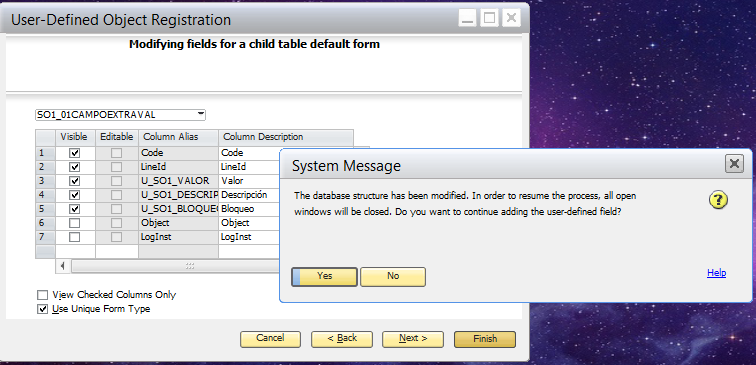 User-Defined Object Registration
Modifying fields for a child table default form
SO1_01CAMPOEXTRAVAL
Visible Editable Column Alias Column Description
1 Code Code
2 LineId LineId
3 U_SO1_VALOR Valor
4 U_SO1_DESCRIP Descripción
5 U_SO1_BLOQUEO Bloqueo
6 Object Object
7 LogInst LogInst
View Checked Columns Only
Use Unique Form Type
Cancel < Back Next > Finish
System Message
The database structure has been modified. In order to resume the process, all open
windows will be closed. Do you want to continue adding the user-defined field?
Yes No
Help